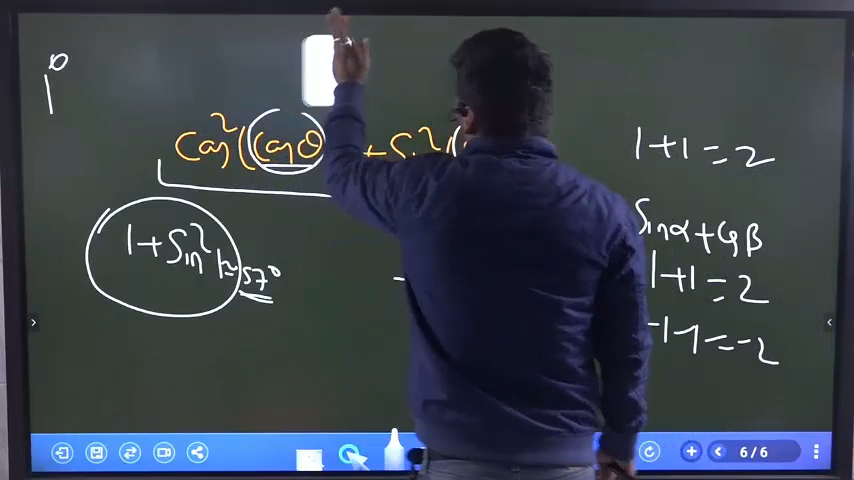 1°
Cos²(Cosθ + Sin²(
1+1=2
1+Sin²1≈57°
Sinα+Cosβ
1+1=2
-1-1=-2
6/6